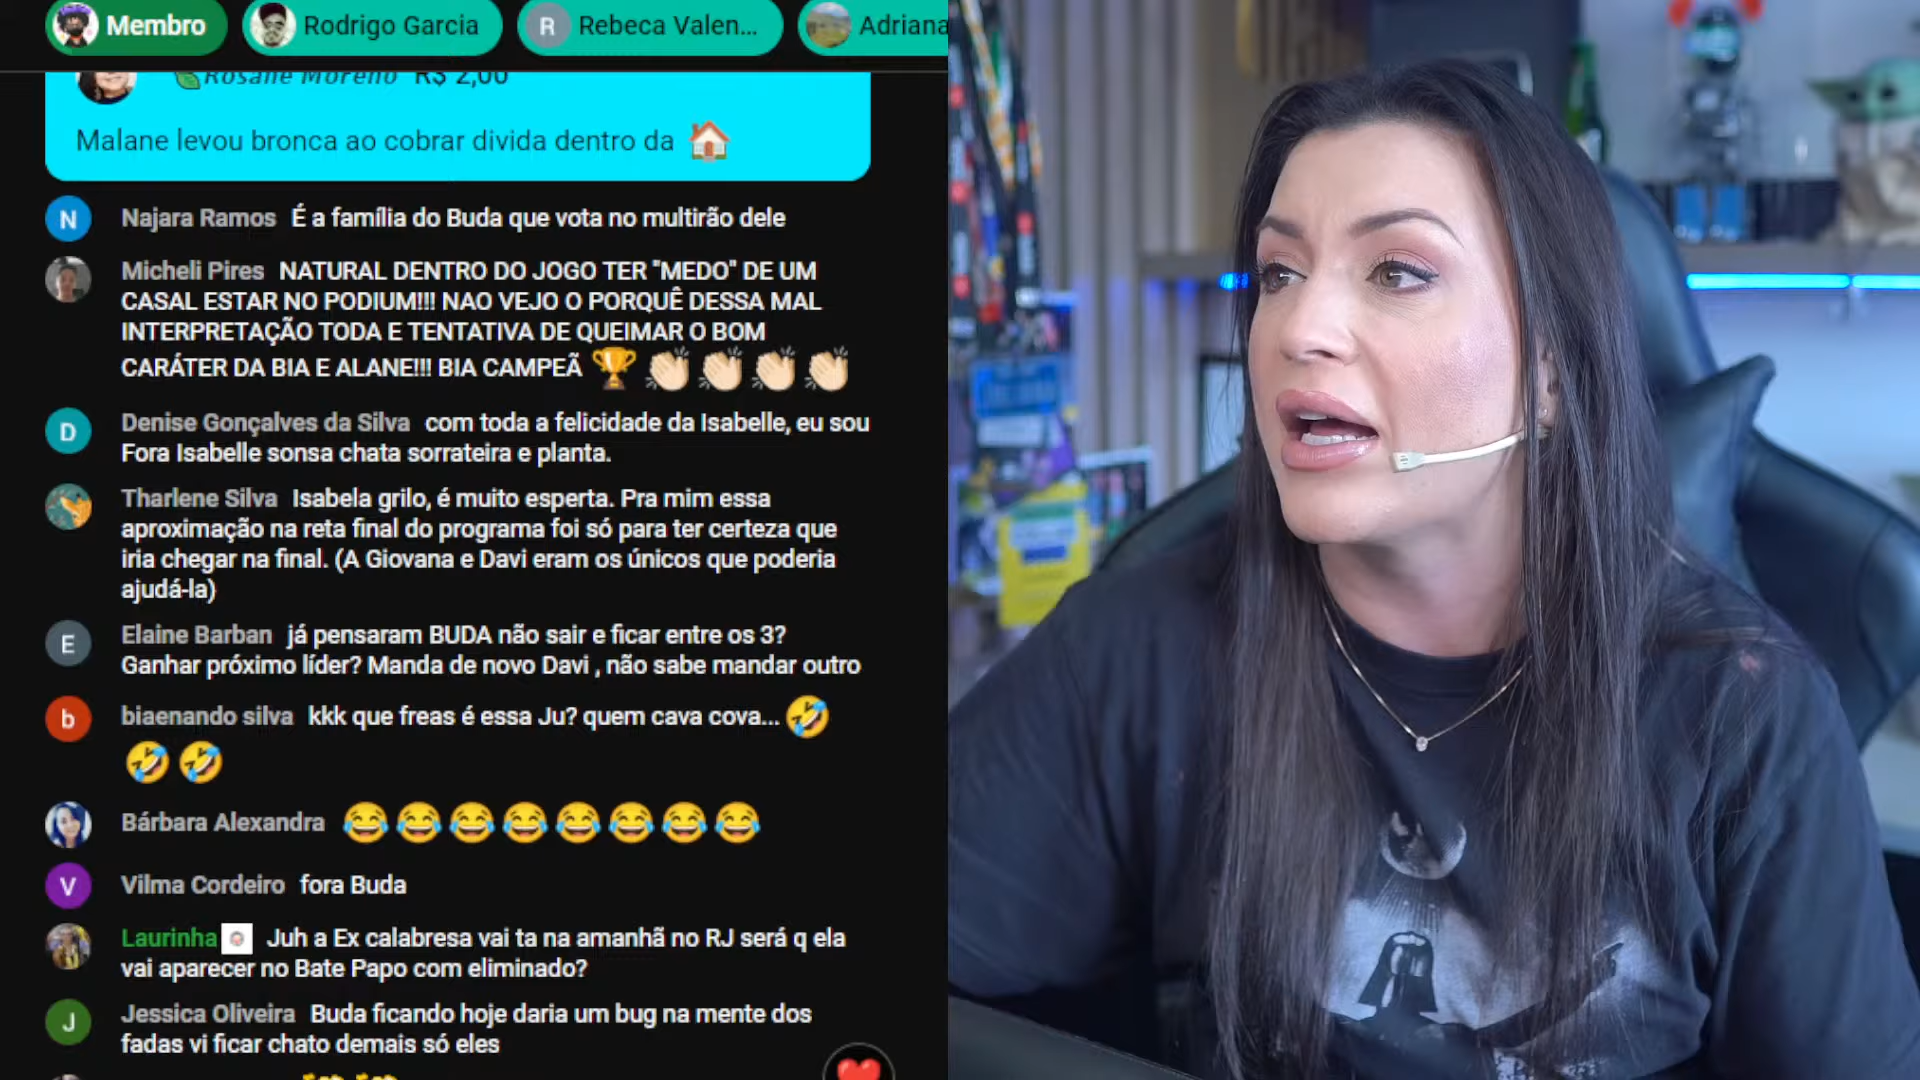 Membro
Rodrigo Garcia
Rebeca Valen...
Adriana
Rosane Moreno R$ 2,00
Malane levou bronca ao cobrar divida dentro da 🏠
N
Najara Ramos É a família do Buda que vota no multirão dele
Micheli Pires NATURAL DENTRO DO JOGO TER "MEDO" DE UM
CASAL ESTAR NO PODIUM!!! NAO VEJO O PORQUÊ DESSA MAL
INTERPRETAÇÃO TODA E TENTATIVA DE QUEIMAR O BOM
CARÁTER DA BIA E ALANE!!! BIA CAMPEÃ 🏆👏🏻👏🏻👏🏻👏🏻
D
Denise Gonçalves da Silva com toda a felicidade da Isabelle, eu sou
Fora Isabelle sonsa chata sorrateira e planta.
Tharlene Silva Isabela grilo, é muito esperta. Pra mim essa
aproximação na reta final do programa foi só para ter certeza que
iria chegar na final. (A Giovana e Davi eram os únicos que poderia
ajudá-la)
E
Elaine Barban já pensaram BUDA não sair e ficar entre os 3?
Ganhar próximo líder? Manda de novo Davi , não sabe mandar outro
b
biaenando silva kkk que freas é essa Ju? quem cava cova... 🤣
🤣🤣
Bárbara Alexandra 😂😂😂😂😂😂😂😂
V
Vilma Cordeiro fora Buda
Laurinha Juh a Ex calabresa vai ta na amanhã no RJ será q ela
vai aparecer no Bate Papo com eliminado?
J
Jessica Oliveira Buda ficando hoje daria um bug na mente dos
fadas vi ficar chato demais só eles